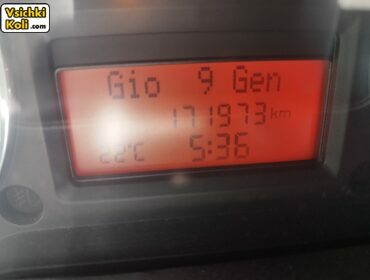 Vsichki
Koli.com
Gio 9 Gen
171973 km
22°C 5:36